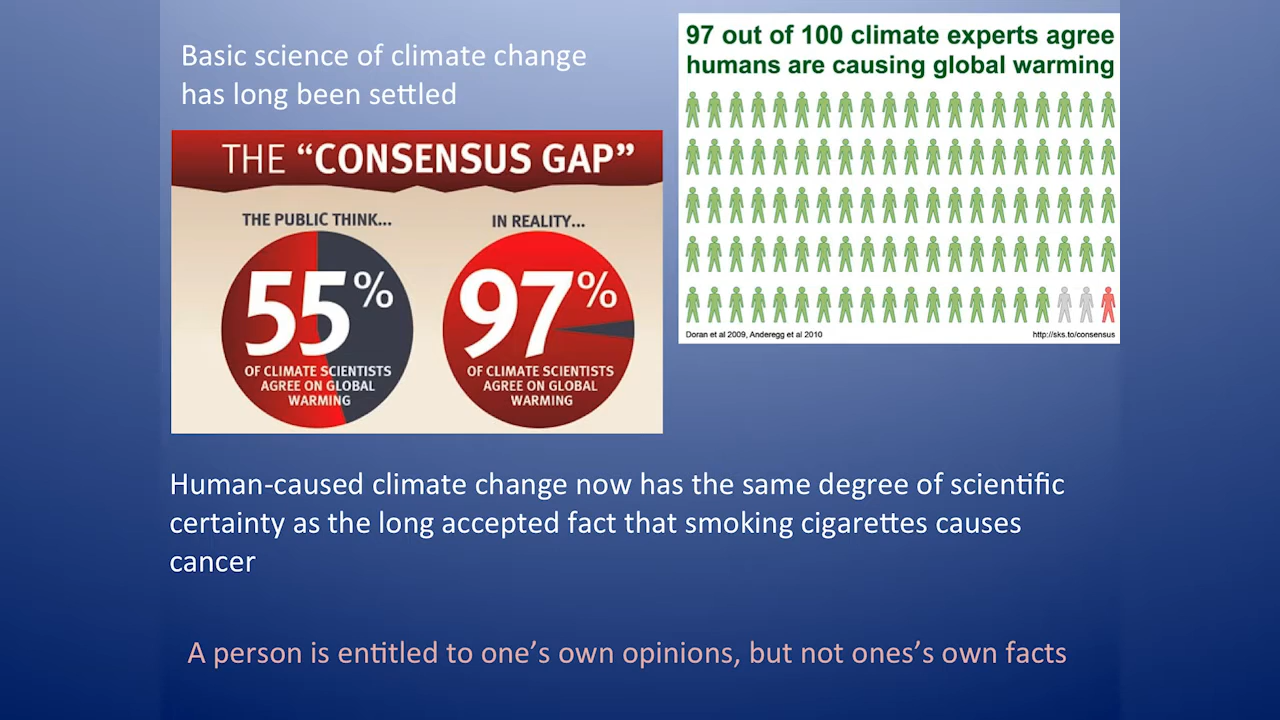 Basic science of climate change
has long been settled
THE “CONSENSUS GAP”
THE PUBLIC THINK...
55%
OF CLIMATE SCIENTISTS
AGREE ON GLOBAL
WARMING
IN REALITY...
97%
OF CLIMATE SCIENTISTS
AGREE ON GLOBAL
WARMING
97 out of 100 climate experts agree
humans are causing global warming
Doran et al 2009, Anderegg et al 2010
http://sks.to/consensus
Human-caused climate change now has the same degree of scientific
certainty as the long accepted fact that smoking cigarettes causes
cancer
A person is entitled to one’s own opinions, but not ones’s own facts